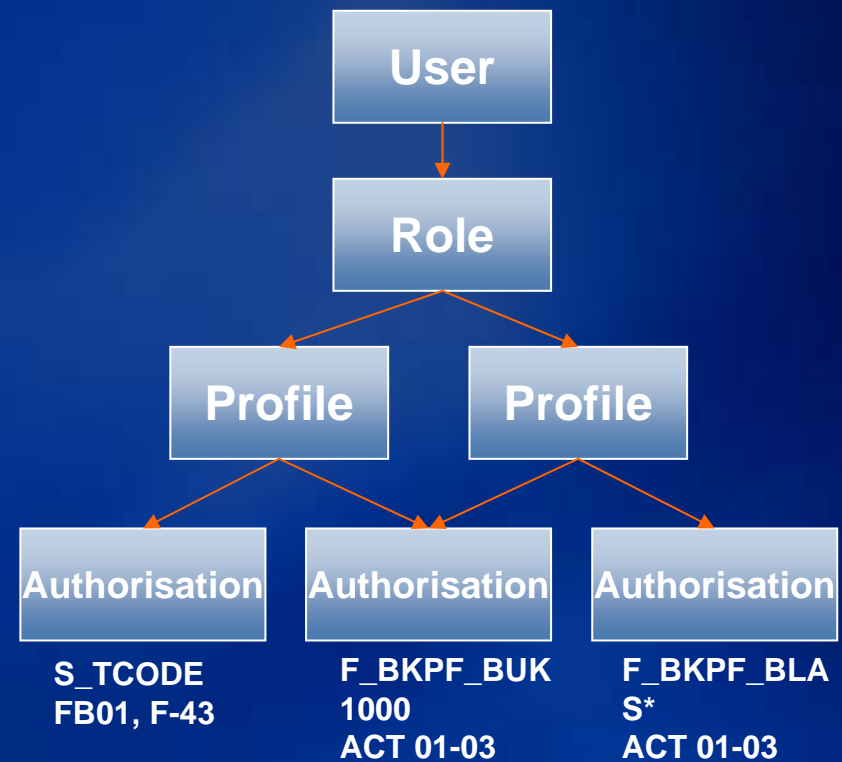 User
Role
Profile
Profile
Authorisation
Authorisation
Authorisation
S_TCODE
FB01, F-43
F_BKPF_BUK
1000
ACT 01-03
F_BKPF_BLA
S*
ACT 01-03